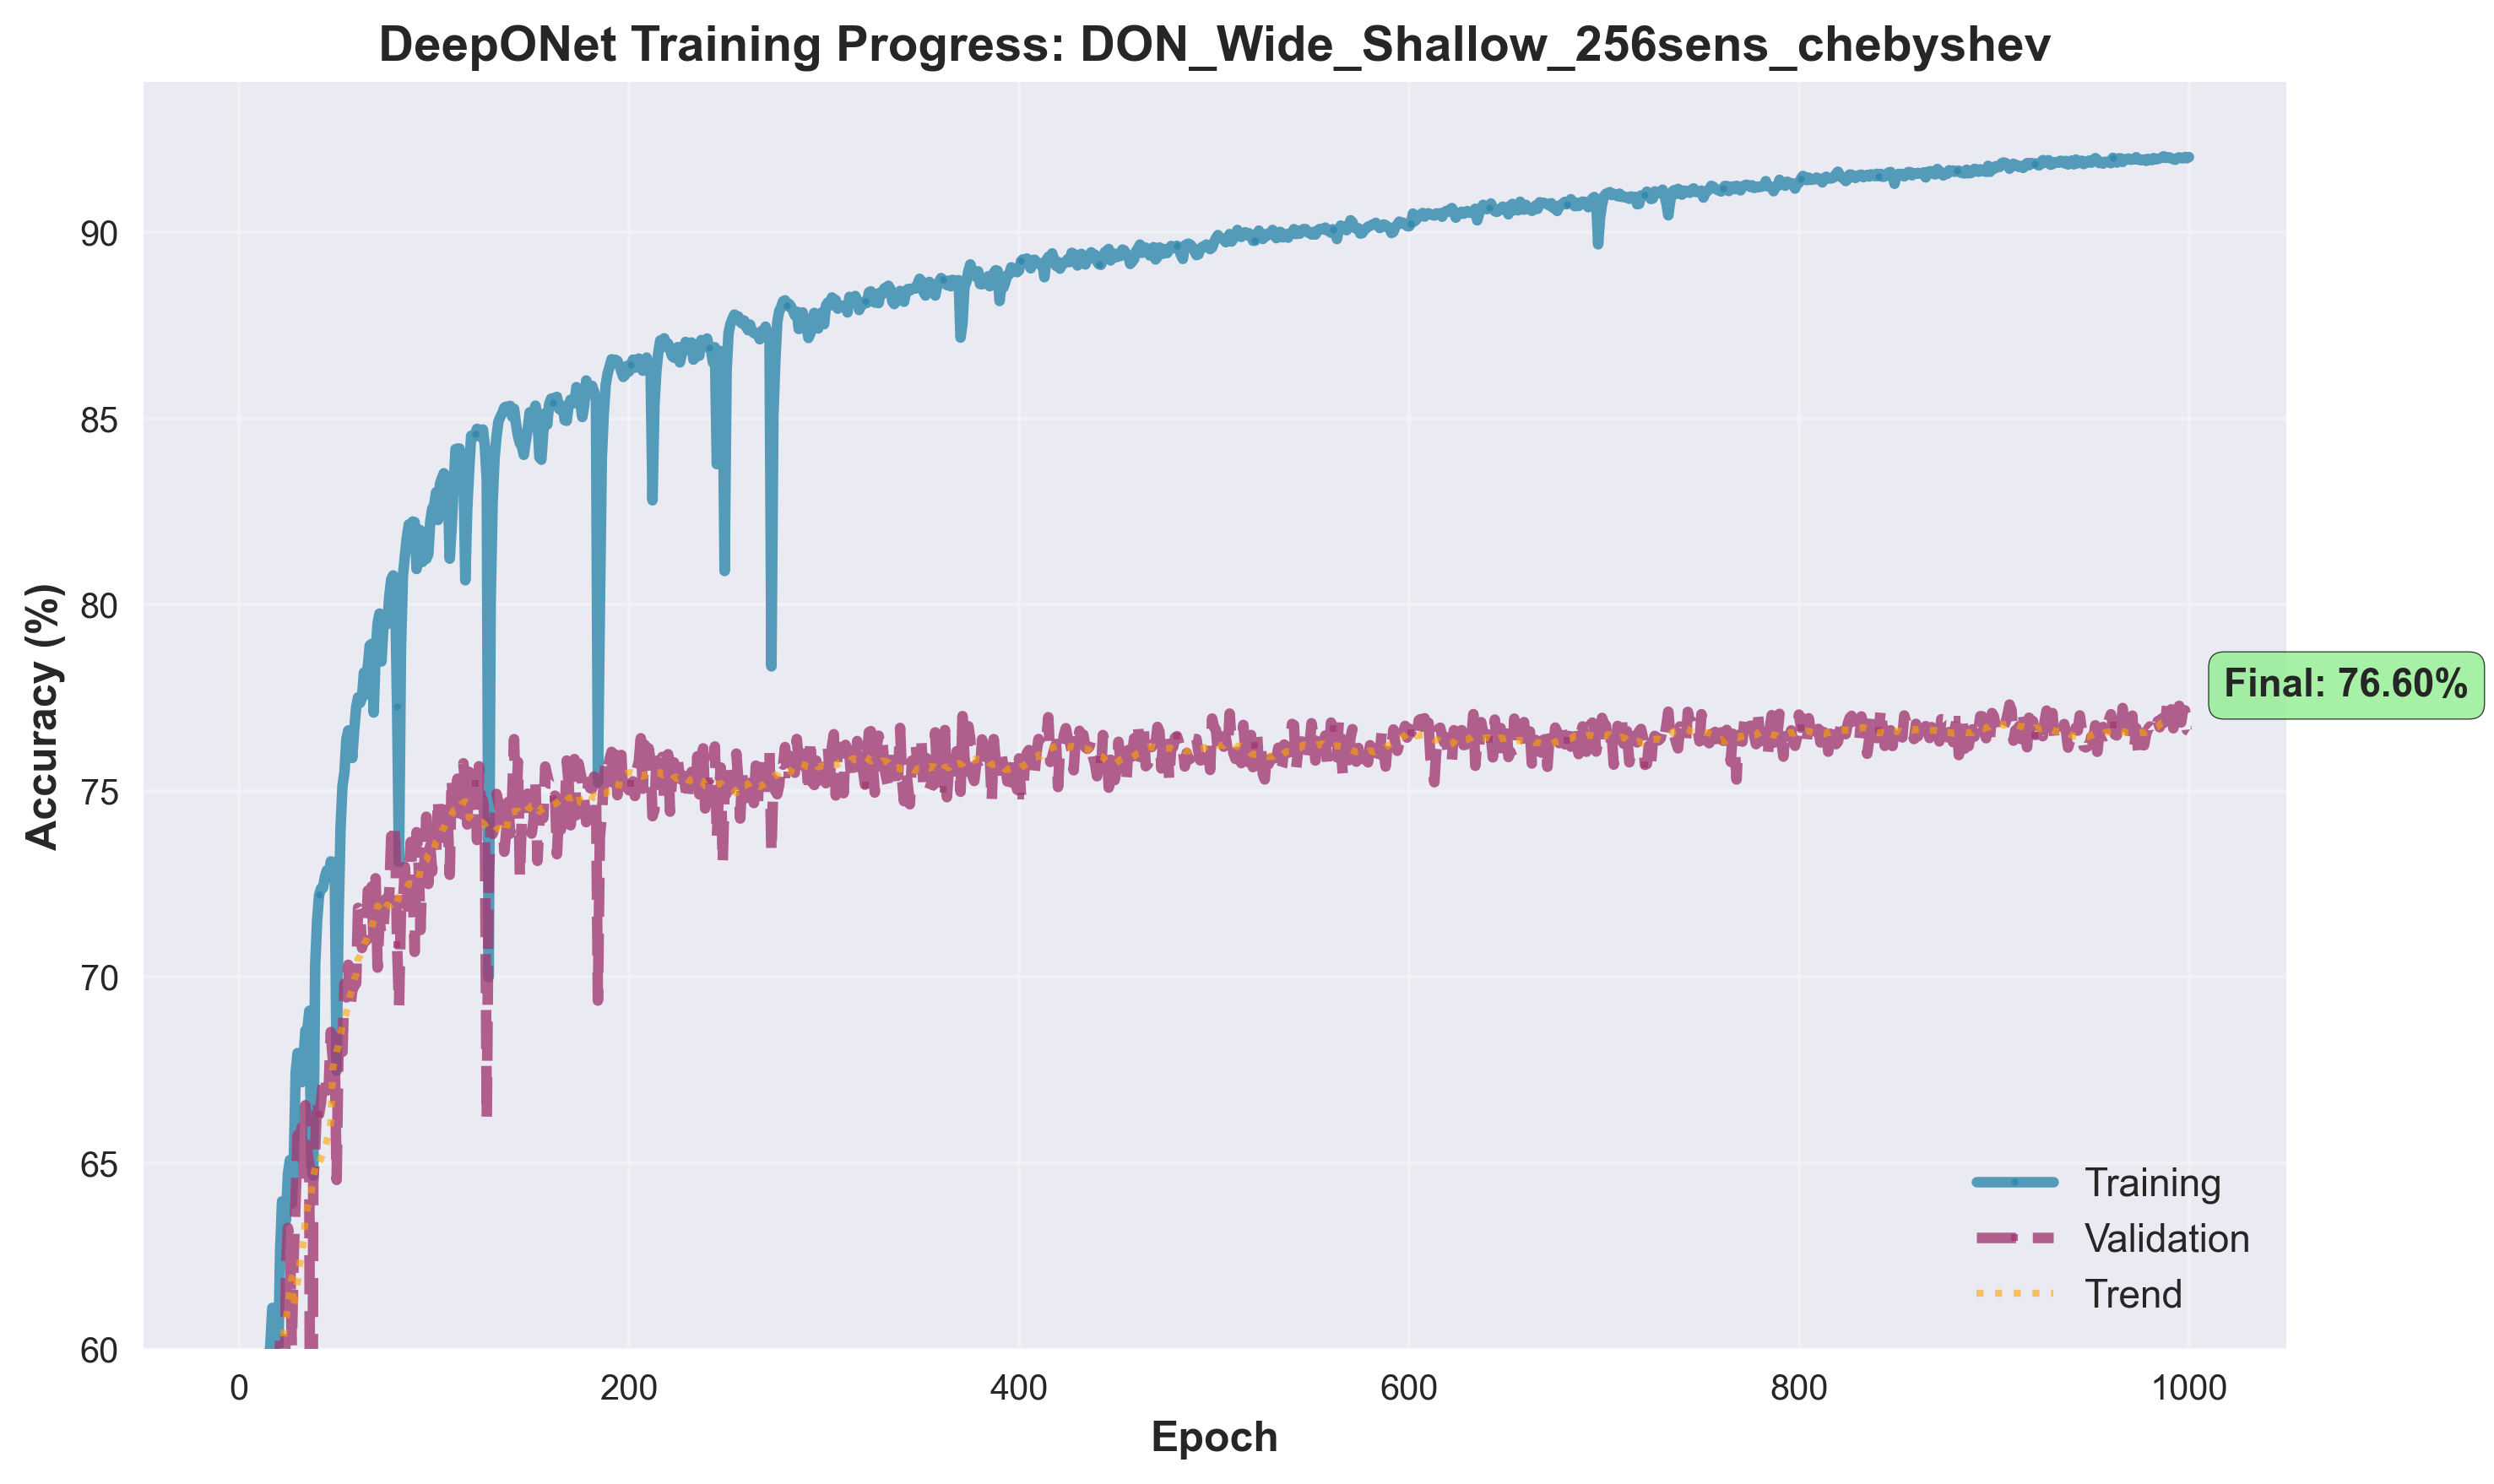 DeepONet Training Progress: DON_Wide_Shallow_256sens_chebyshev
Accuracy (%)
90
85
80
75
70
65
60
Final: 76.60%
Training
Validation
Trend
0 200 400 600 800 1000
Epoch